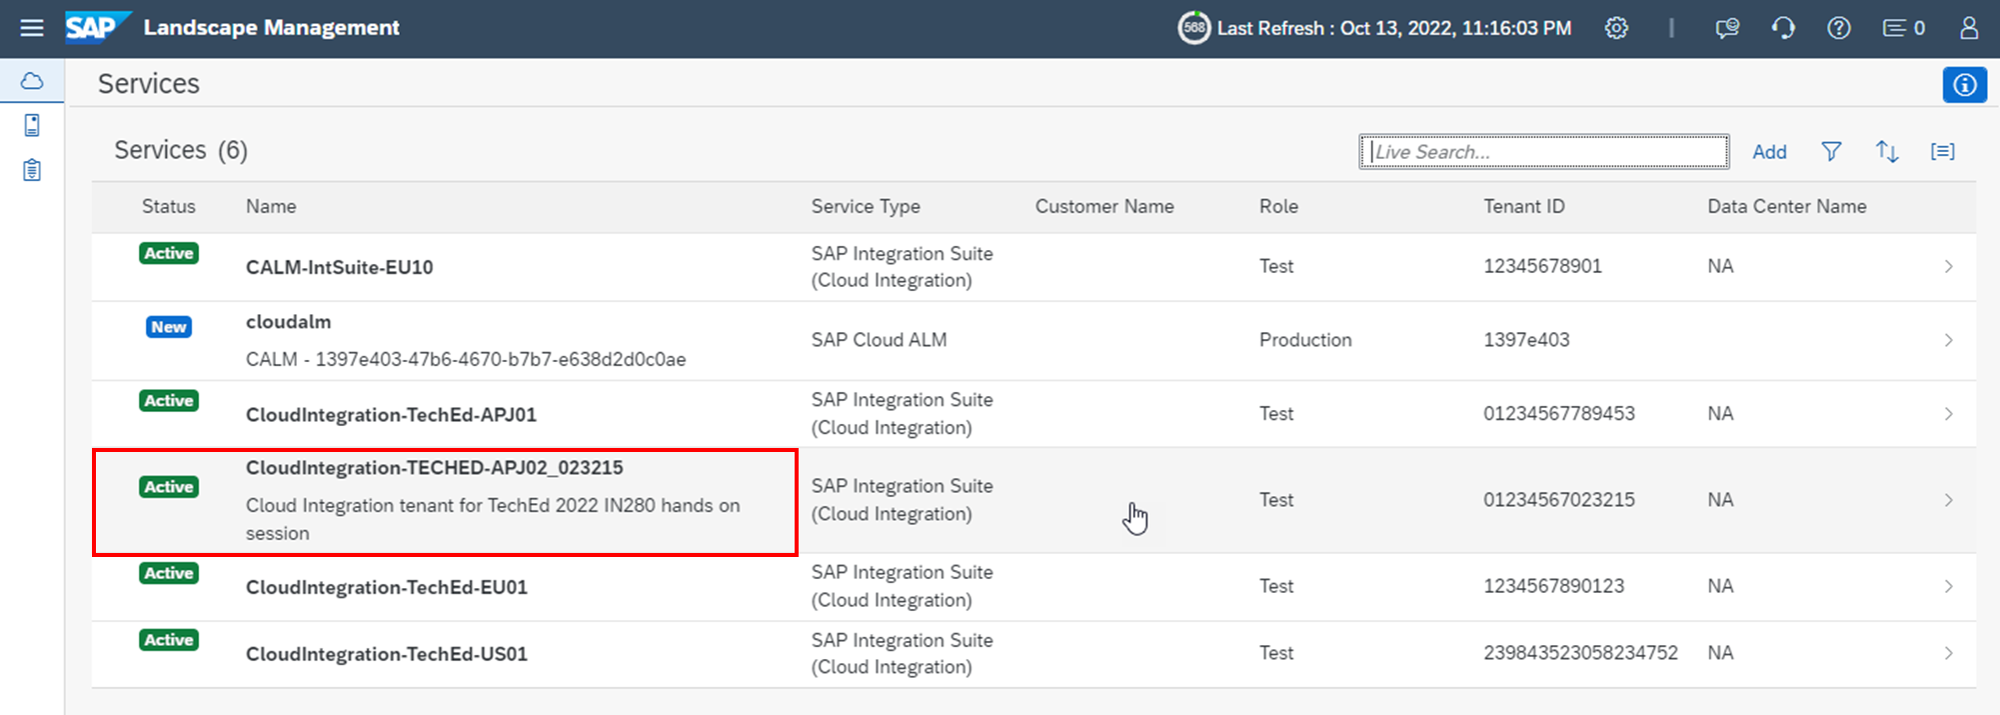 SAP Landscape Management
568 Last Refresh : Oct 13, 2022, 11:16:03 PM
0
Services
Services (6)
Live Search...
Add
Status Name Service Type Customer Name Role Tenant ID Data Center Name
Active
CALM-IntSuite-EU10
SAP Integration Suite
(Cloud Integration)
Test
12345678901
NA
New
cloudalm
CALM - 1397e403-47b6-4670-b7b7-e638d2d0c0ae
SAP Cloud ALM
Production
1397e403
Active
CloudIntegration-TechEd-APJ01
SAP Integration Suite
(Cloud Integration)
Test
01234567789453
NA
Active
CloudIntegration-TECHED-APJ02_023215
Cloud Integration tenant for TechEd 2022 IN280 hands on
session
SAP Integration Suite
(Cloud Integration)
Test
01234567023215
NA
Active
CloudIntegration-TechEd-EU01
SAP Integration Suite
(Cloud Integration)
Test
1234567890123
NA
Active
CloudIntegration-TechEd-US01
SAP Integration Suite
(Cloud Integration)
Test
239843523058234752
NA